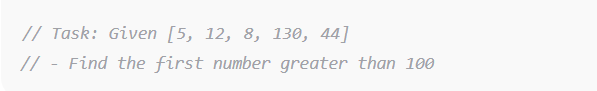 // Task: Given [5, 12, 8, 130, 44]
// - Find the first number greater than 100